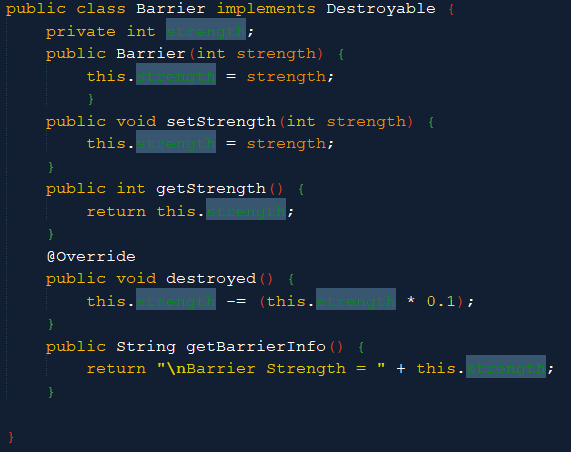 public class Barrier implements Destroyable {
    private int strength;
    public Barrier(int strength) {
        this.strength = strength;
        }
    public void setStrength(int strength) {
        this.strength = strength;
    }
    public int getStrength() {
        return this.strength;
    }
    @Override
    public void destroyed() {
        this.strength -= (this.strength * 0.1);
    }
    public String getBarrierInfo() {
        return "\nBarrier Strength = " + this.strength;
    }
}